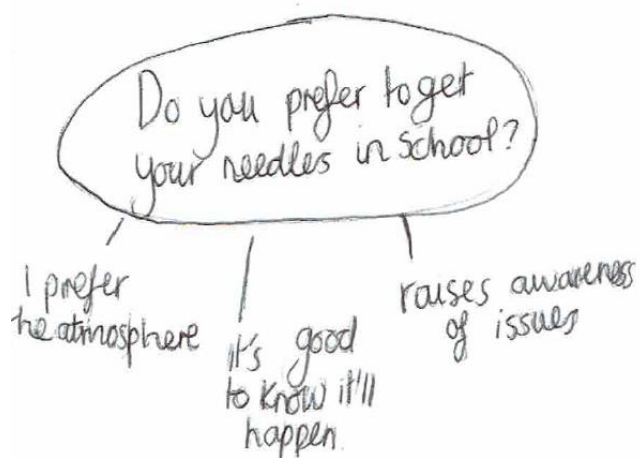 Do you prefer to get
your needles in school?
I prefer
the atmosphere
it's good
to know it'll
happen.
raises awareness
of issues